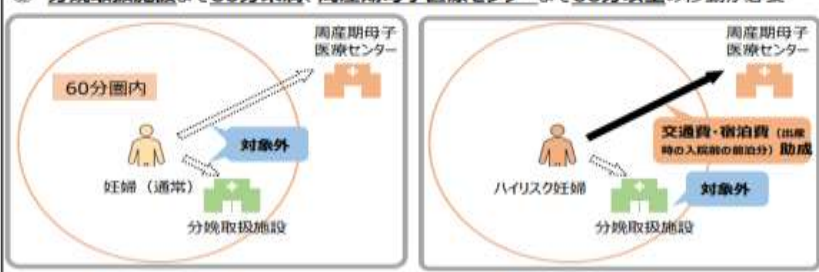 周産期母子
医療センター
60分圏内
対象外
妊婦（通常）
分娩取扱施設
周産期母子
医療センター
交通費・宿泊費（出産
時の入院前の前泊分）助成
ハイリスク妊婦
対象外
分娩取扱施設